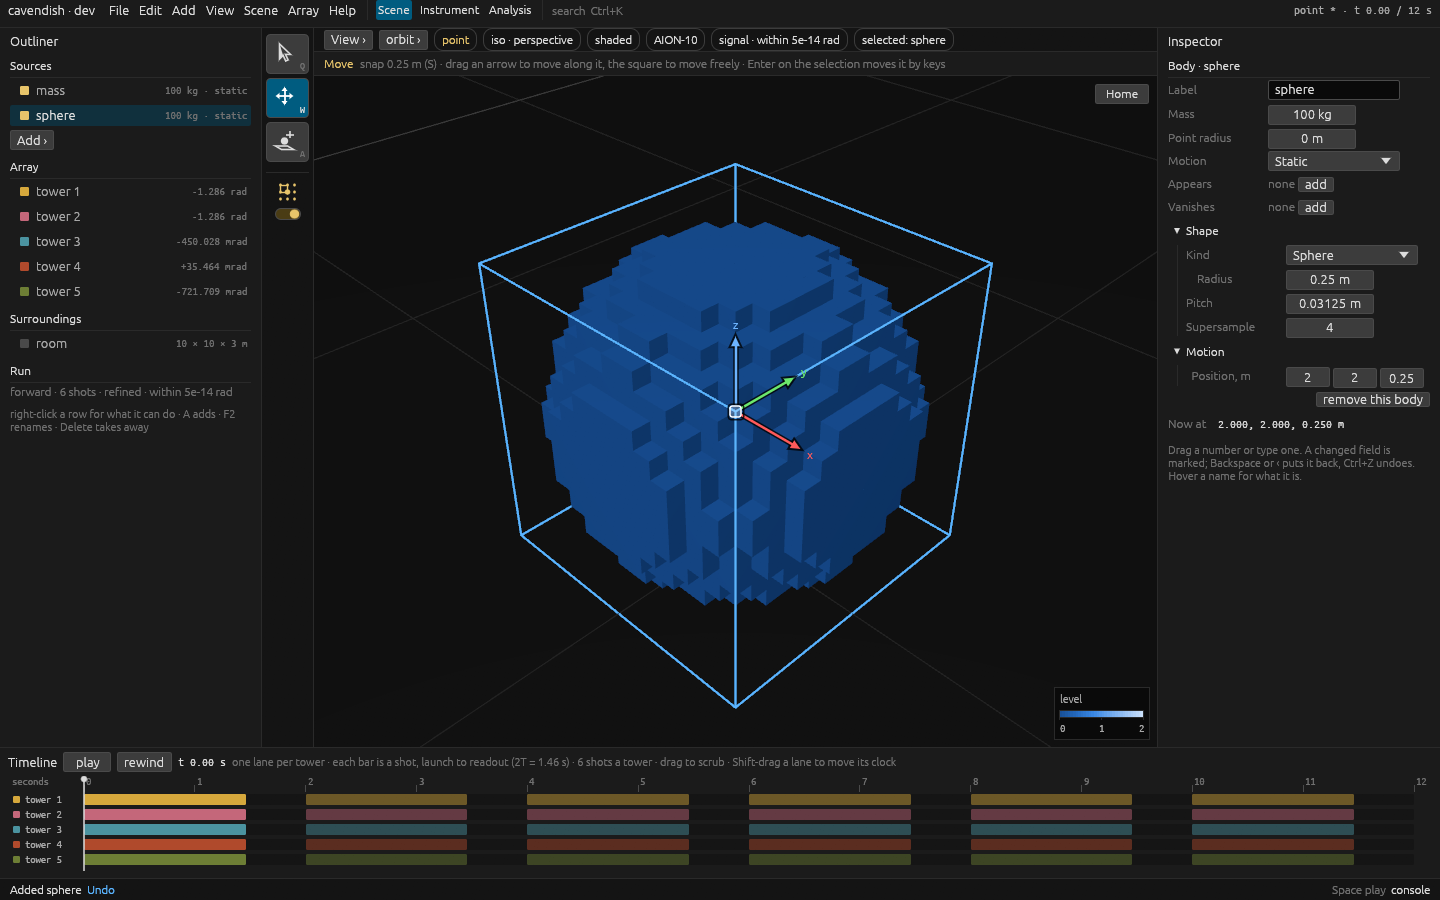 cavendish · dev File Edit Add View Scene Array Help Scene Instrument Analysis search Ctrl+K point * · t 0.00 / 12 s
Outliner
Sources
mass 100 kg · static
sphere 100 kg · static
Add ›
Array
tower 1 -1.286 rad
tower 2 -1.286 rad
tower 3 -450.028 mrad
tower 4 +35.464 mrad
tower 5 -721.709 mrad
Surroundings
room 10 × 10 × 3 m
Run
forward · 6 shots · refined · within 5e-14 rad
right-click a row for what it can do · A adds · F2
renames · Delete takes away
Q
W
A
View › orbit › point iso · perspective shaded AION-10 signal · within 5e-14 rad selected: sphere
Move snap 0.25 m (S) · drag an arrow to move along it, the square to move freely · Enter on the selection moves it by keys
Home
z
y
x
level
0 1 2
Inspector
Body · sphere
Label sphere
Mass 100 kg
Point radius 0 m
Motion Static
Appears none add
Vanishes none add
Shape
Kind Sphere
Radius 0.25 m
Pitch 0.03125 m
Supersample 4
Motion
Position, m 2 2 0.25
remove this body
Now at 2.000, 2.000, 0.250 m
Drag a number or type one. A changed field is
marked; Backspace or ‹ puts it back, Ctrl+Z undoes.
Hover a name for what it is.
Timeline play rewind t 0.00 s one lane per tower · each bar is a shot, launch to readout (2T = 1.46 s) · 6 shots a tower · drag to scrub · Shift-drag a lane to move its clock
seconds 0 1 2 3 4 5 6 7 8 9 10 11 12
tower 1
tower 2
tower 3
tower 4
tower 5
Added sphere Undo Space play console